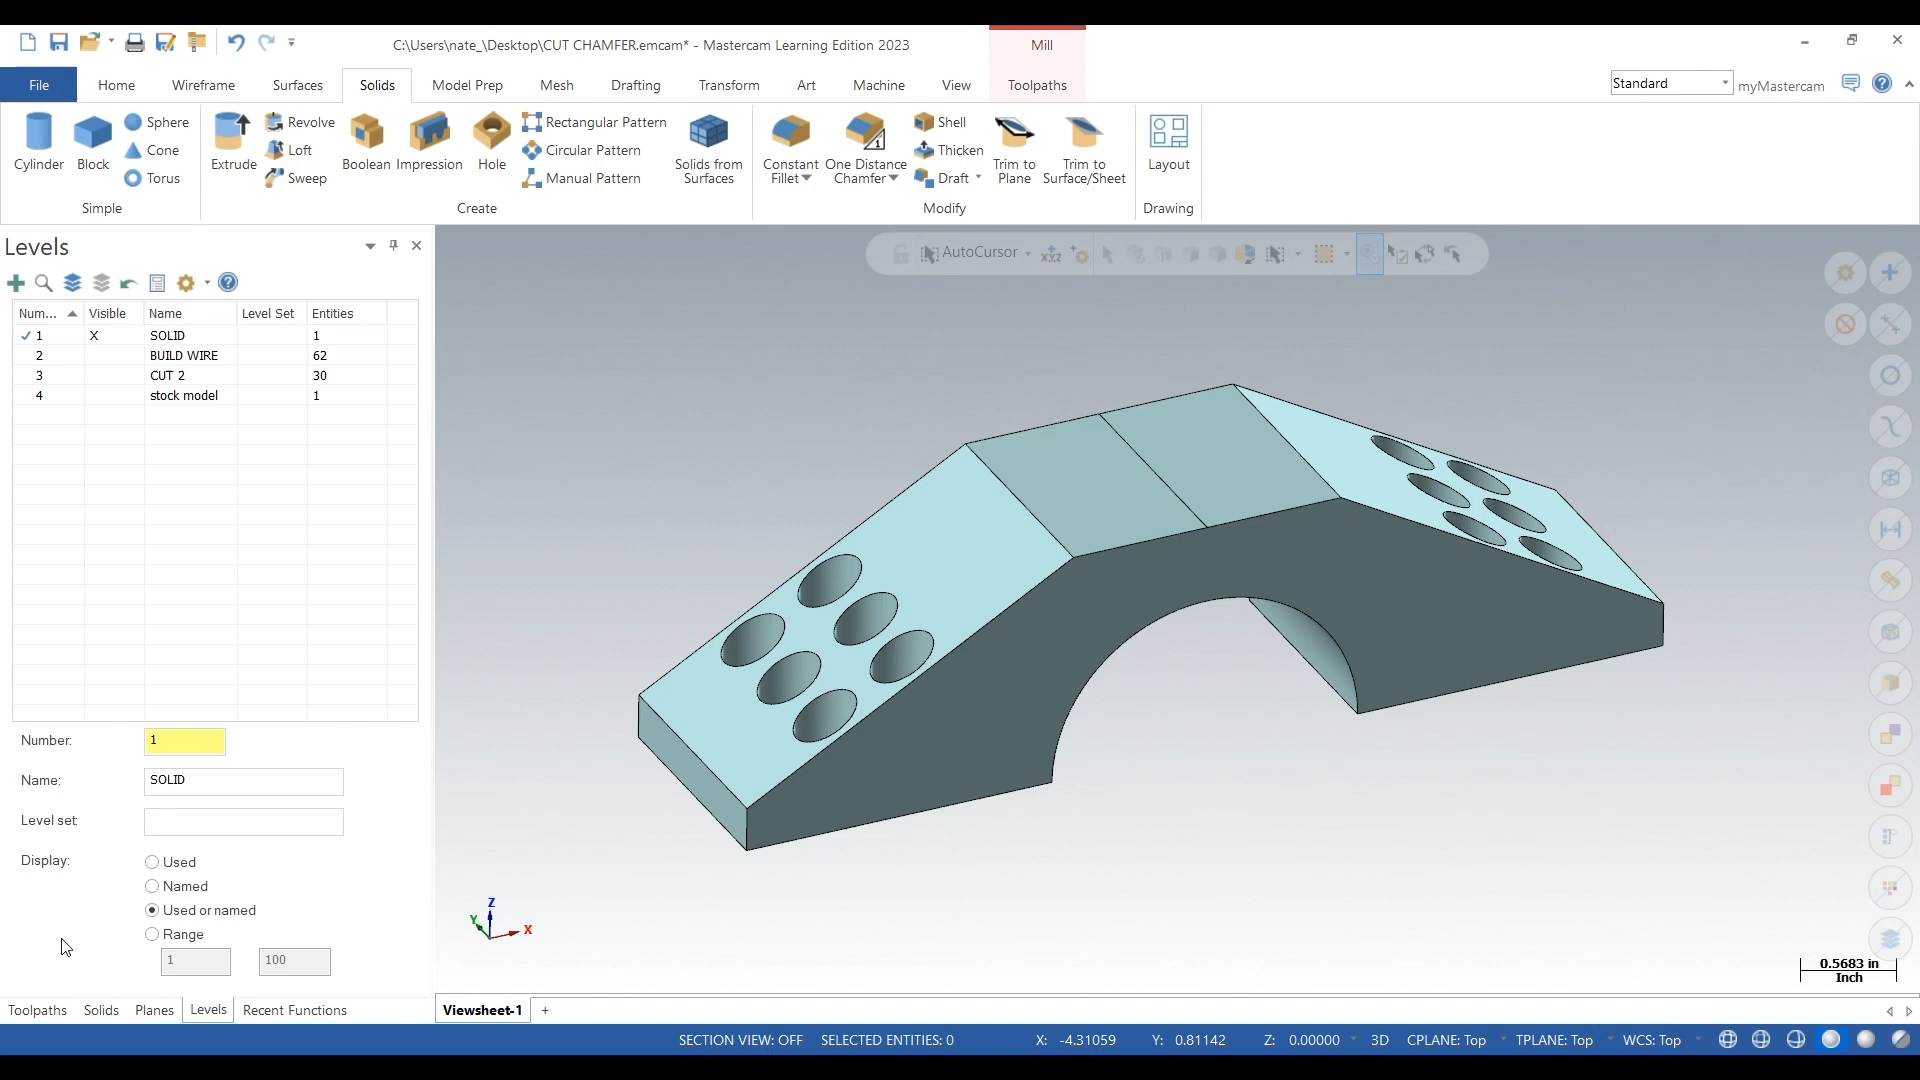 C:\Users\nate_\Desktop\CUT CHAMFER.emcam* - Mastercam Learning Edition 2023
Mill
File
Home
Wireframe
Surfaces
Solids
Model Prep
Mesh
Drafting
Transform
Art
Machine
View
Toolpaths
Standard
myMastercam
Cylinder
Block
Sphere
Cone
Torus
Simple
Extrude
Revolve
Loft
Sweep
Boolean
Impression
Hole
Rectangular Pattern
Circular Pattern
Manual Pattern
Solids from
Surfaces
Create
Constant
Fillet
One Distance
Chamfer
Shell
Thicken
Draft
Trim to
Plane
Trim to
Surface/Sheet
Modify
Layout
Drawing
Levels
AutoCursor
XYZ
Num... Visible Name Level Set Entities
1 X SOLID 1
2 BUILD WIRE 62
3 CUT 2 30
4 stock model 1
Number: 1
Name: SOLID
Level set:
Display:
Used
Named
Used or named
Range
1 100
Z
Y
X
0.5683 in
Inch
Toolpaths Solids Planes Levels Recent Functions
Viewsheet-1 +
SECTION VIEW: OFF SELECTED ENTITIES: 0 X: -4.31059 Y: 0.81142 Z: 0.00000 3D CPLANE: Top TPLANE: Top WCS: Top